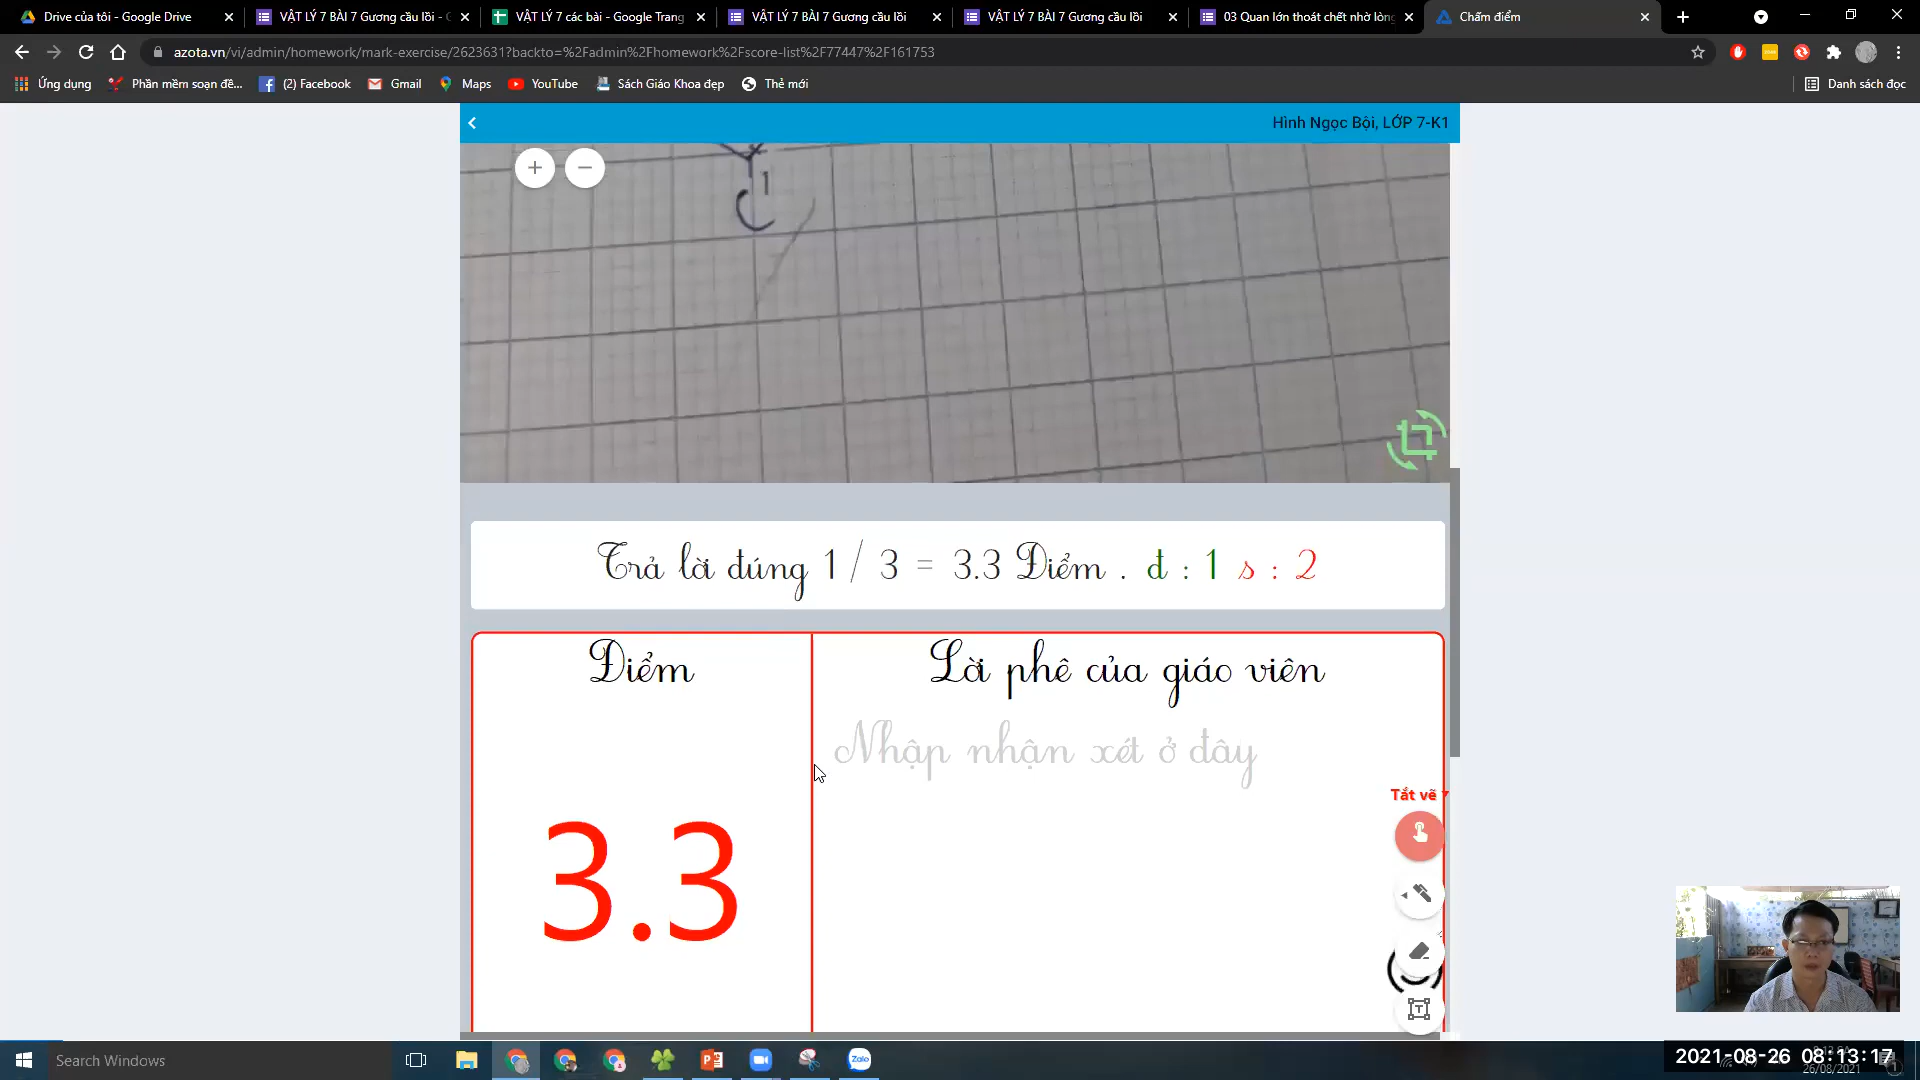 Drive của tôi - Google Drive
VẬT LÝ 7 BÀI 7 Gương cầu lồi -
VẬT LÝ 7 các bài - Google Trang
VẬT LÝ 7 BÀI 7 Gương cầu lồi
VẬT LÝ 7 BÀI 7 Gương cầu lồi
03 Quan lớn thoát chết nhờ lòng
Chấm điểm
azota.vn/vi/admin/homework/mark-exercise/2623631?backto=%2Fadmin%2Fhomework%2Fscore-list%2F77447%2F161753
Ứng dụng
Phần mềm soạn đề...
(2) Facebook
Gmail
Maps
YouTube
Sách Giáo Khoa đẹp
Thẻ mới
Danh sách đọc
Hình Ngọc Bội, LỚP 7-K1
Trả lời đúng 1 / 3 = 3.3 Điểm . đ : 1 s : 2
Điểm
Lời phê của giáo viên
Nhập nhận xét ở đây
3.3
Tắt vẽ
Search Windows
Zalo
2021-08-26 08:13:17
26/08/2021